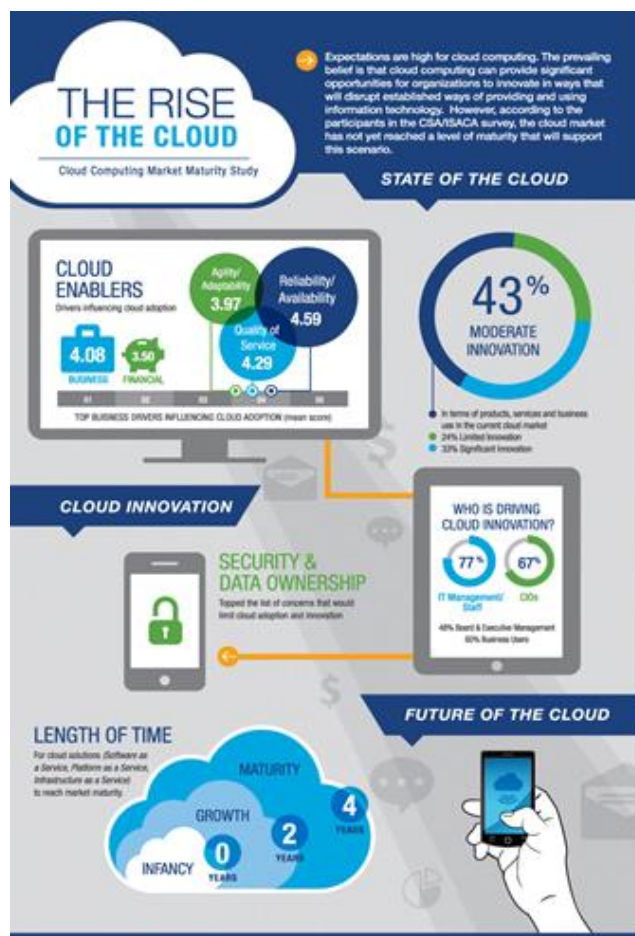 THE RISE
OF THE CLOUD
Cloud Computing Market Maturity Study
Expectations are high for cloud computing. The prevailing
belief is that cloud computing can provide significant
opportunities for organizations to innovate in ways that
will disrupt established ways of providing and using
information technology. However, according to the
participants in the CSA/ISACA survey, the cloud market
has not yet reached a level of maturity that will support
this scenario.
STATE OF THE CLOUD
CLOUD
ENABLERS
Drivers influencing cloud adoption
4.08
BUSINESS
3.50
FINANCIAL
Agility/
Adaptability
3.97
Reliability/
Availability
4.59
Quality of
Service
4.29
01 02 03 04 05
TOP BUSINESS DRIVERS INFLUENCING CLOUD ADOPTION (mean score)
43%
MODERATE
INNOVATION
In terms of products, services and business
use in the current cloud market
24% Limited Innovation
33% Significant Innovation
CLOUD INNOVATION
SECURITY &
DATA OWNERSHIP
Topped the list of concerns that would
limit cloud adoption and innovation
WHO IS DRIVING
CLOUD INNOVATION?
77%
IT Management/
Staff
67%
CIOs
48% Board & Executive Management
60% Business Users
FUTURE OF THE CLOUD
LENGTH OF TIME
For cloud solutions (Software as
a Service, Platform as a Service,
Infrastructure as a Service)
to reach market maturity.
MATURITY
4
YEARS
GROWTH
2
YEARS
INFANCY
0
YEARS